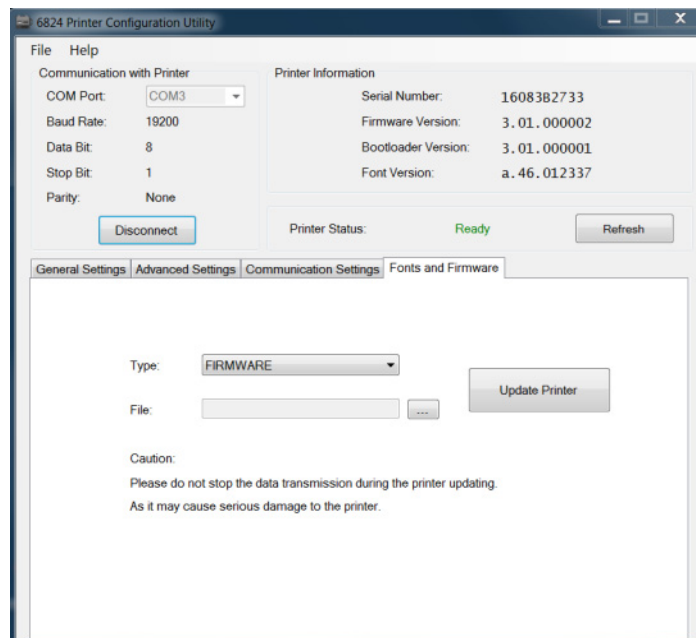 6824 Printer Configuration Utility
File Help
Communication with Printer
COM Port: COM3
Baud Rate: 19200
Data Bit: 8
Stop Bit: 1
Parity: None
Disconnect
Printer Information
Serial Number: 1608382733
Firmware Version: 3.01.000002
Bootloader Version: 3.01.000001
Font Version: a.46.012337
Printer Status: Ready
Refresh
General Settings Advanced Settings Communication Settings Fonts and Firmware
Type: FIRMWARE
File: ...
Update Printer
Caution:
Please do not stop the data transmission during the printer updating.
As it may cause serious damage to the printer.